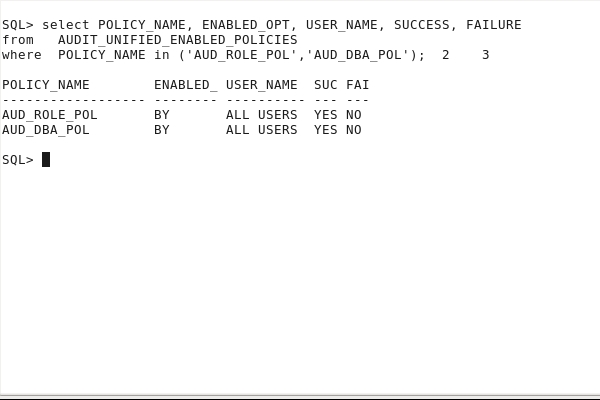 SQL> select POLICY_NAME, ENABLED_OPT, USER_NAME, SUCCESS, FAILURE
from   AUDIT_UNIFIED_ENABLED_POLICIES
where  POLICY_NAME in ('AUD_ROLE_POL','AUD_DBA_POL');  2    3
POLICY_NAME        ENABLED_ USER_NAME  SUC FAI
------------------ -------- ---------- --- ---
AUD_ROLE_POL       BY       ALL USERS  YES NO
AUD_DBA_POL        BY       ALL USERS  YES NO
SQL>